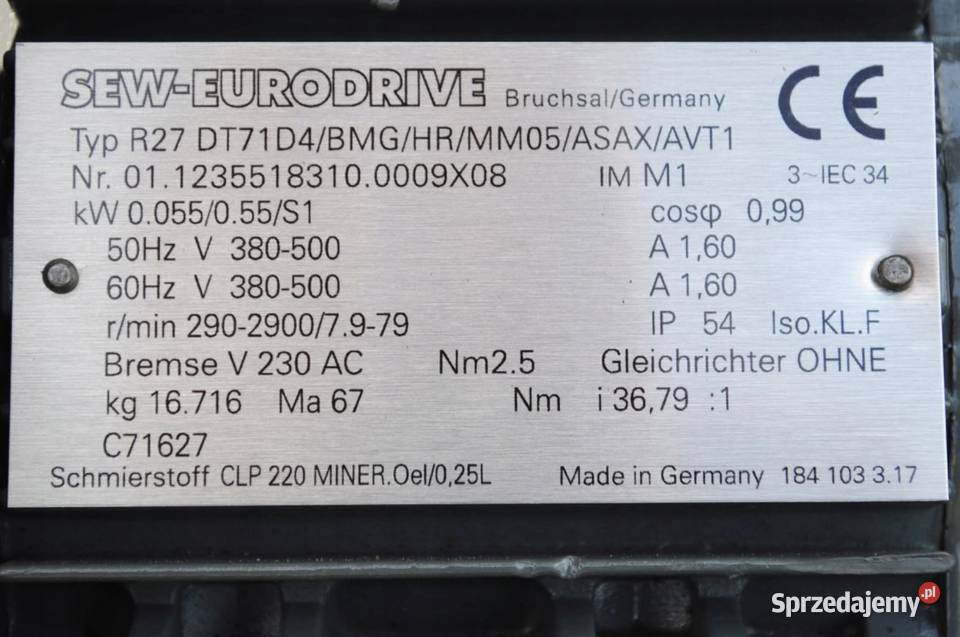 SEW-EURODRIVE Bruchsal/Germany CE
Typ R27 DT71D4/BMG/HR/MM05/ASAX/AVT1
Nr. 01.1235518310.0009X08 IM M1 3~IEC 34
kW 0.055/0.55/S1 cosφ 0,99
50Hz V 380-500 A 1,60
60Hz V 380-500 A 1,60
r/min 290-2900/7.9-79 IP 54 Iso.KL.F
Bremse V 230 AC Nm2.5 Gleichrichter OHNE
kg 16.716 Ma 67 Nm i 36,79 :1
C71627
Schmierstoff CLP 220 MINER.Oel/0,25L Made in Germany 184 103 3.17
Sprzedajemy.pl